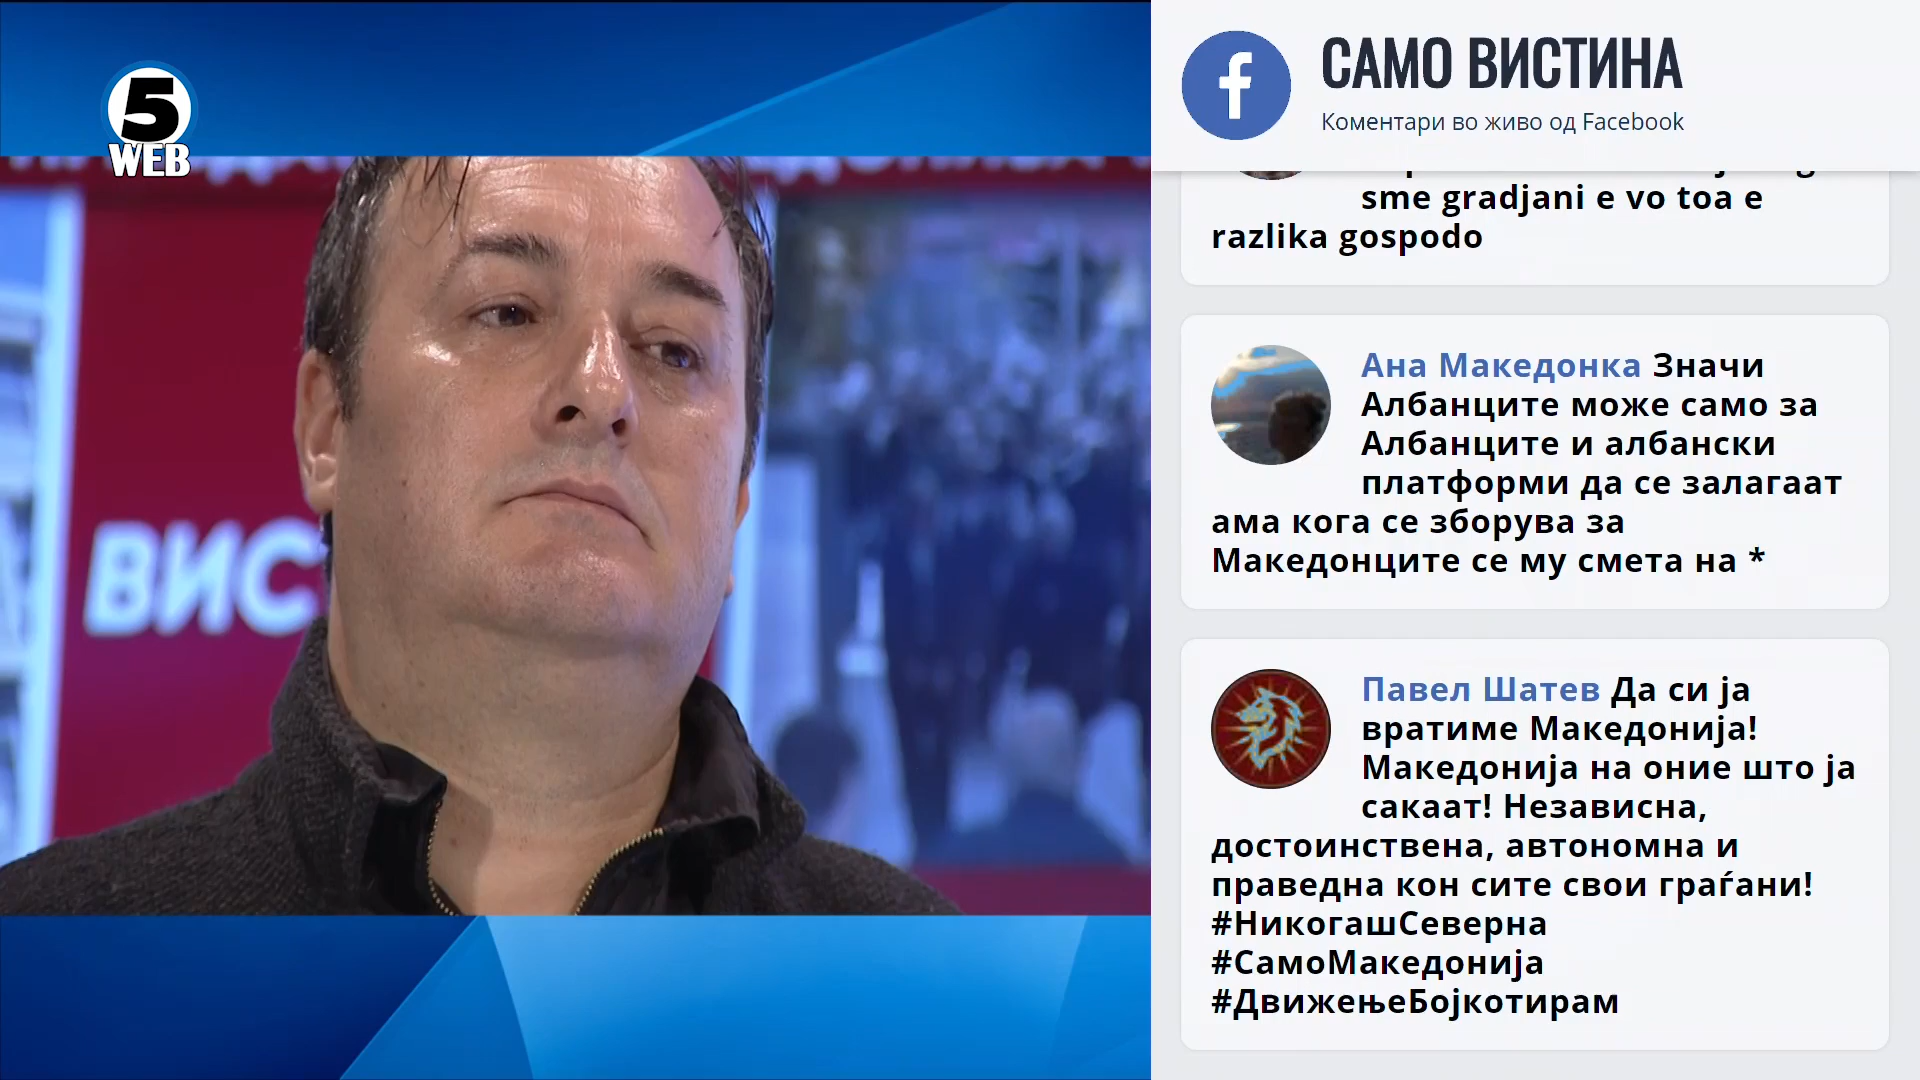 5
WEB
ВИС
САМО ВИСТИНА
Коментари во живо од Facebook
sme gradjani e vo toa e
razlika gospodo
Ана Македонка Значи
Албанците може само за
Албанците и албански
платформи да се залагаат
ама кога се зборува за
Македонците се му смета на *
Павел Шатев Да си ја
вратиме Македонија!
Македонија на оние што ја
сакаат! Независна,
достоинствена, автономна и
праведна кон сите свои граѓани!
#НикогашСеверна
#СамоМакедонија
#ДвижењеБојкотирам